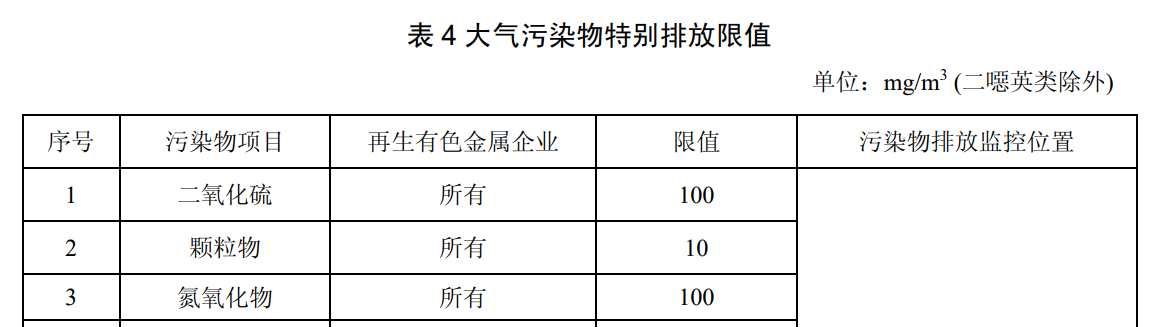 表 4 大气污染物特别排放限值
单位：mg/m³ (二噁英类除外)
序号 污染物项目 再生有色金属企业 限值 污染物排放监控位置
1 二氧化硫 所有 100
2 颗粒物 所有 10
3 氮氧化物 所有 100